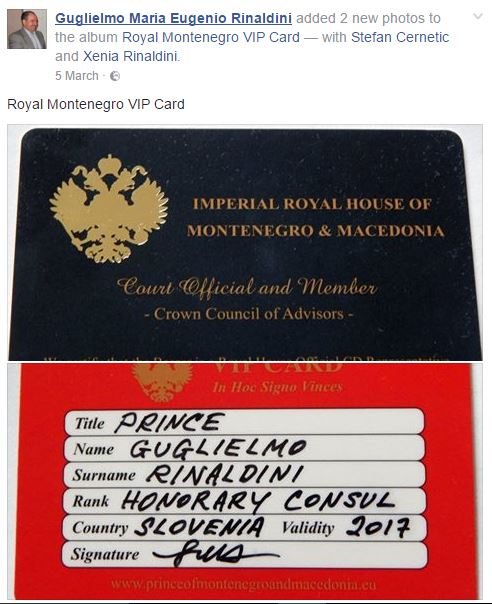 Guglielmo Maria Eugenio Rinaldini added 2 new photos to
the album Royal Montenegro VIP Card — with Stefan Cernetic
and Xenia Rinaldini.
5 March ·
Royal Montenegro VIP Card
IMPERIAL ROYAL HOUSE OF
MONTENEGRO & MACEDONIA
Court Official and Member
- Crown Council of Advisors -
VIP CARD
In Hoc Signo Vinces
Title PRINCE
Name GUGLIELMO
Surname RINALDINI
Rank HONORARY CONSUL
Country SLOVENIA Validity 2017
Signature
www.princeofmontenegroandmacedonia.eu